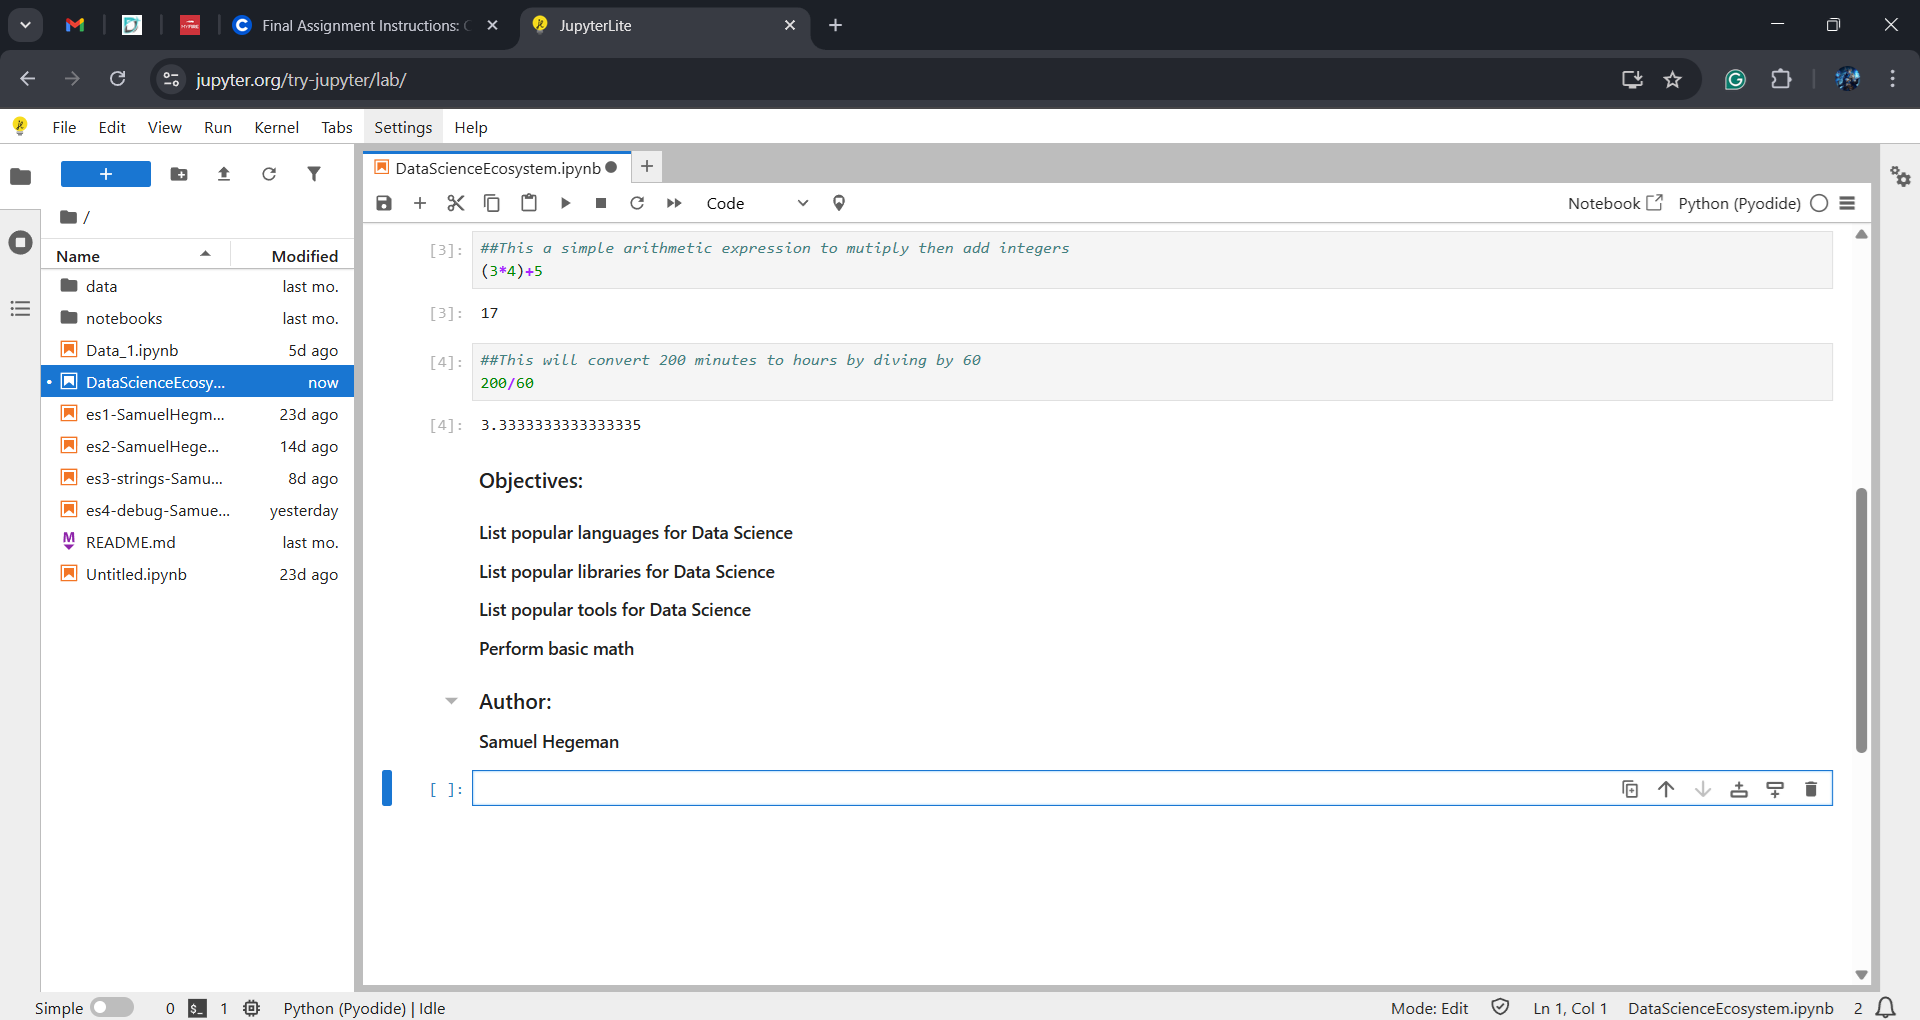 Final Assignment Instructions: C
JupyterLite
jupyter.org/try-jupyter/lab/
File Edit View Run Kernel Tabs Settings Help
DataScienceEcosystem.ipynb
/
Code
Notebook
Python (Pyodide)
Name Modified
data last mo.
notebooks last mo.
Data_1.ipynb 5d ago
DataScienceEcosy... now
es1-SamuelHegm... 23d ago
es2-SamuelHege... 14d ago
es3-strings-Samu... 8d ago
es4-debug-Samue... yesterday
README.md last mo.
Untitled.ipynb 23d ago
[3]: ##This a simple arithmetic expression to mutiply then add integers
(3*4)+5
[3]: 17
[4]: ##This will convert 200 minutes to hours by diving by 60
200/60
[4]: 3.3333333333333335
Objectives:
List popular languages for Data Science
List popular libraries for Data Science
List popular tools for Data Science
Perform basic math
Author:
Samuel Hegeman
[ ]:
Simple 0 $_ 1 Python (Pyodide) | Idle Mode: Edit Ln 1, Col 1 DataScienceEcosystem.ipynb 2